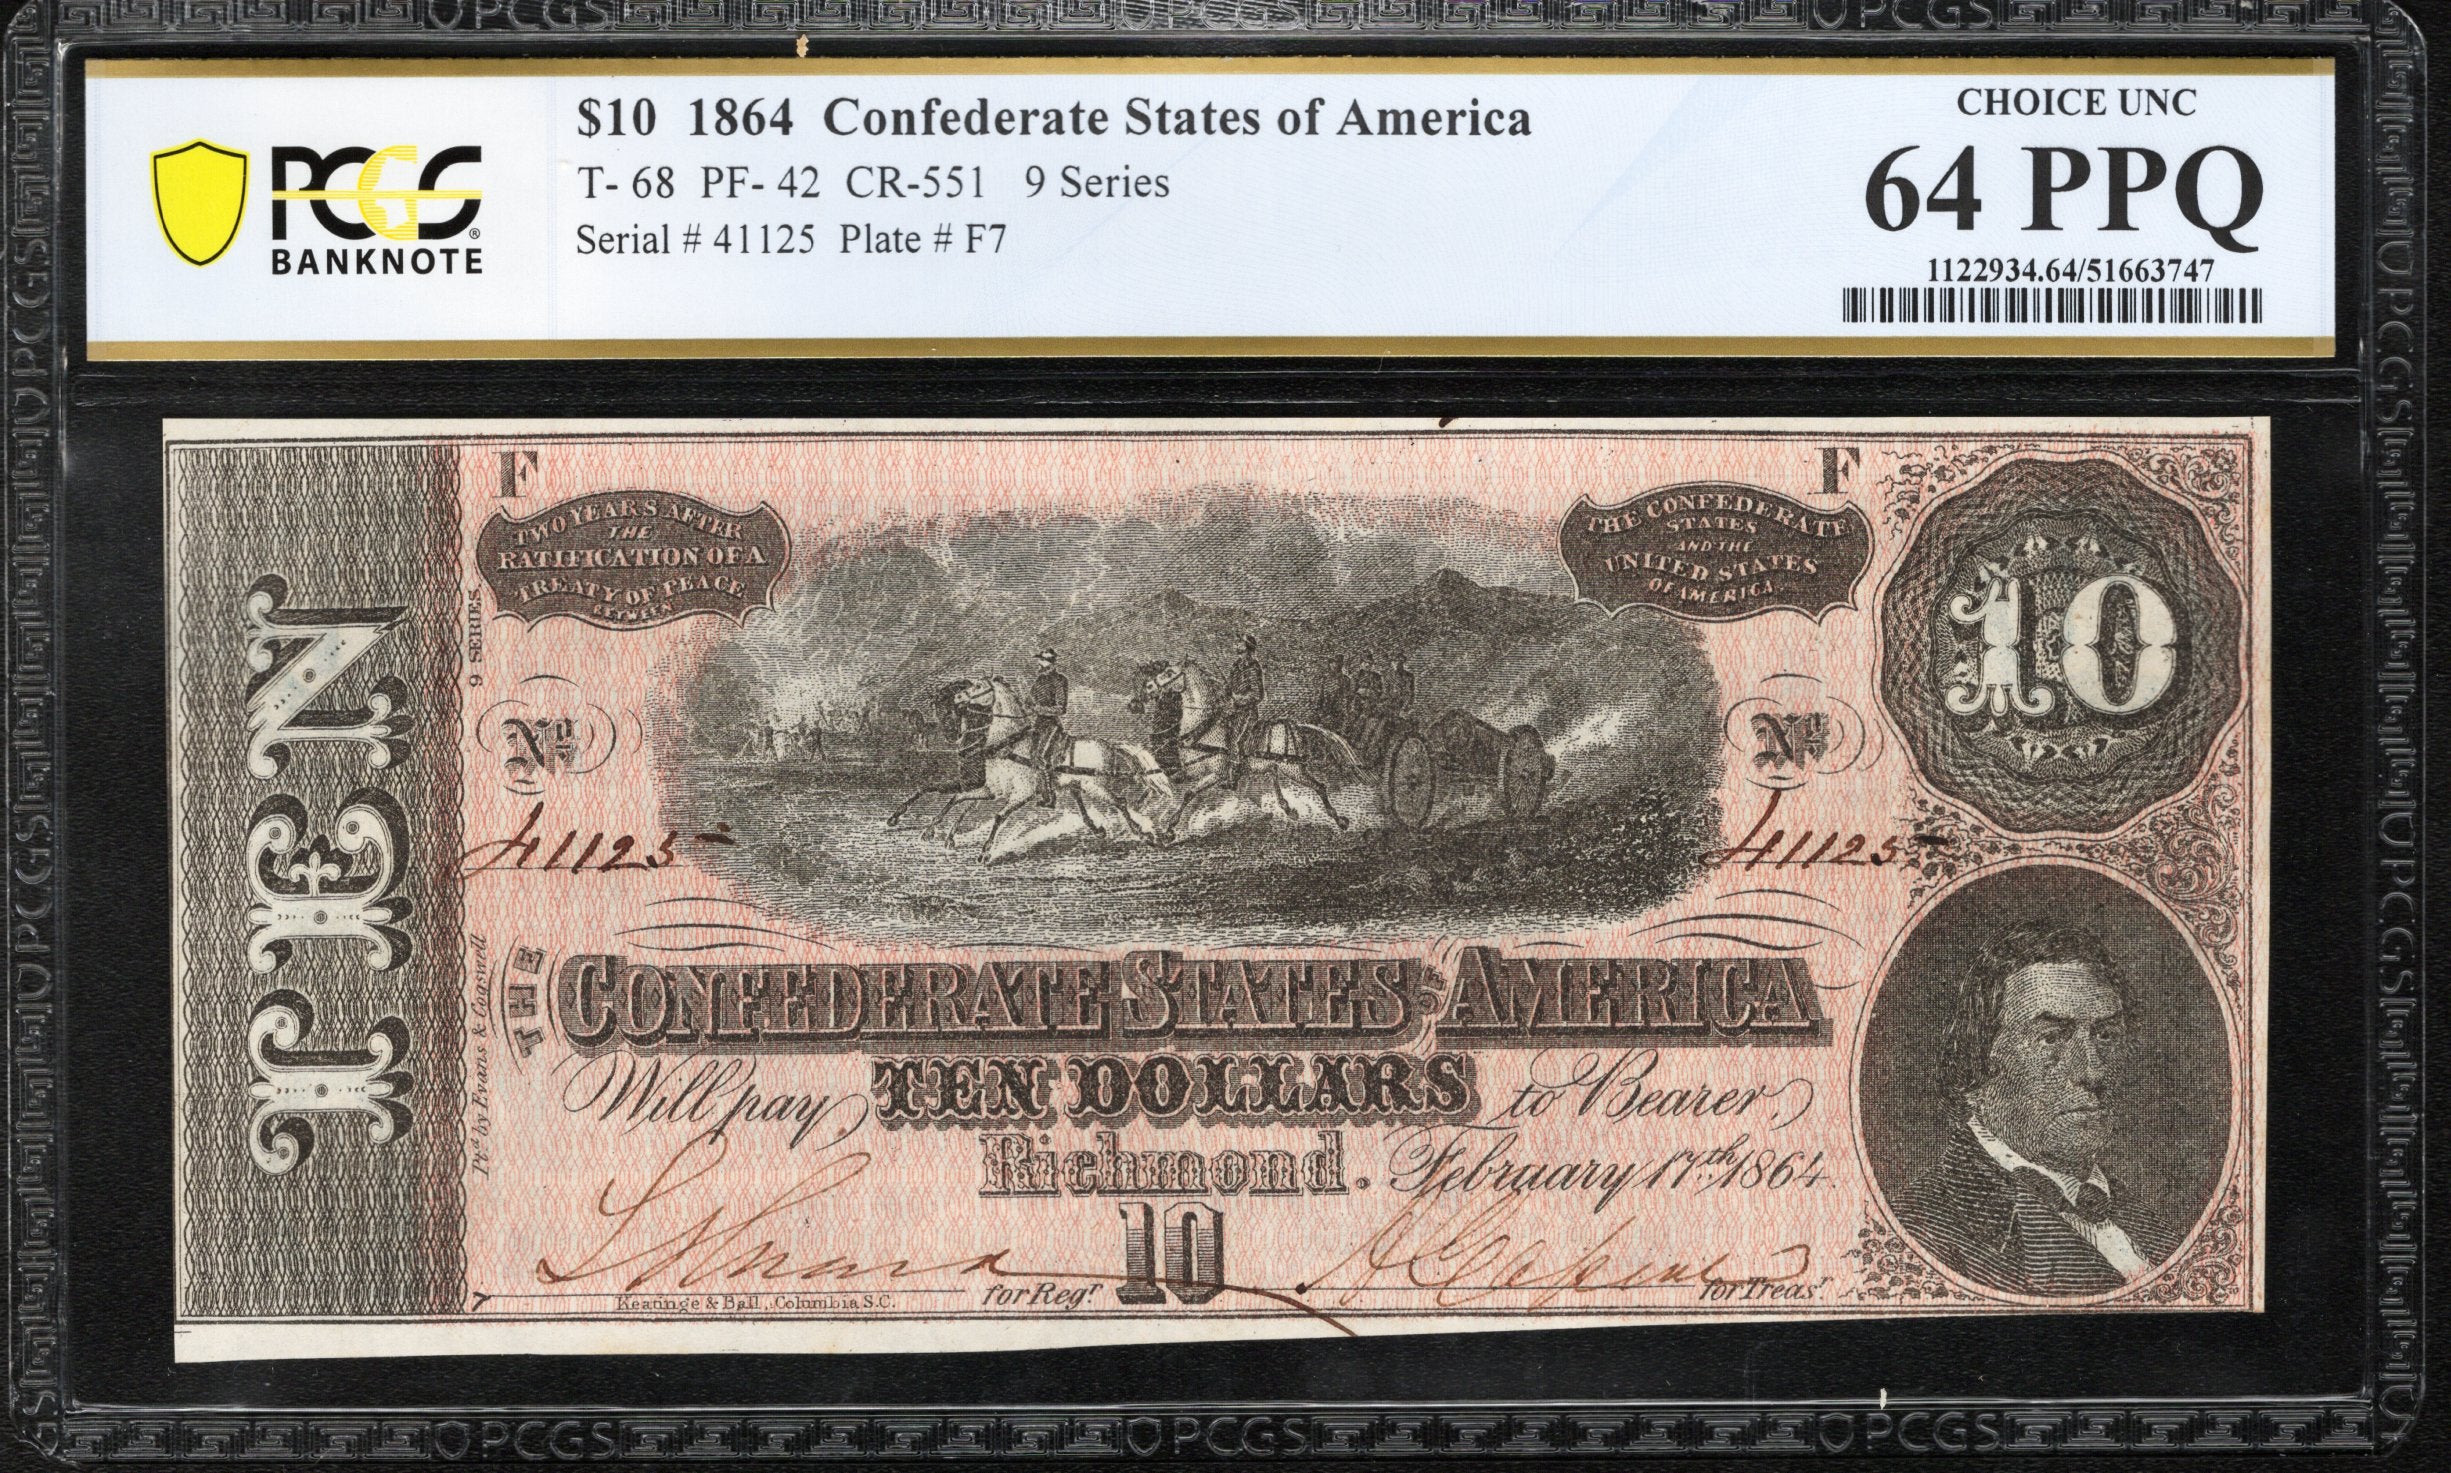 PCGS
BANKNOTE
$10 1864 Confederate States of America
T- 68 PF- 42 CR-551 9 Series
Serial # 41125 Plate # F7
CHOICE UNC
64 PPQ
1122934.64/51663747
F
F
TWO YEARS AFTER
THE
RATIFICATION OF A
TREATY OF PEACE
BETWEEN
THE CONFEDERATE
STATES
AND THE
UNITED STATES
OF AMERICA.
10
TEN
9 SERIES
No
No
41125
41125
Ptd by Evans & Cogswell
THE CONFEDERATE STATES OF AMERICA
Will pay TEN DOLLARS to Bearer,
Richmond. February 17th 1864.
10
for Regr
for Treasr
7
Keatinge & Ball, Columbia S.C.